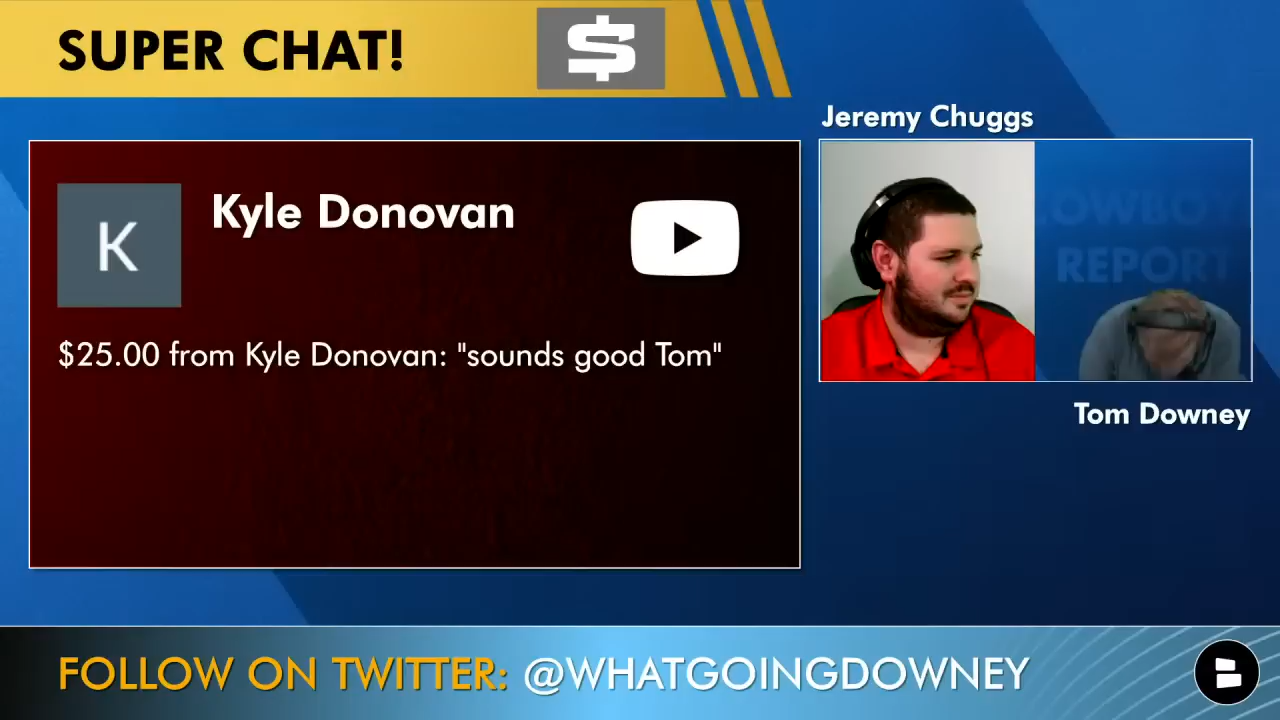 SUPER CHAT!
$
Jeremy Chuggs
K
Kyle Donovan
$25.00 from Kyle Donovan: "sounds good Tom"
REPORT
Tom Downey
FOLLOW ON TWITTER: @WHATGOINGDOWNEY